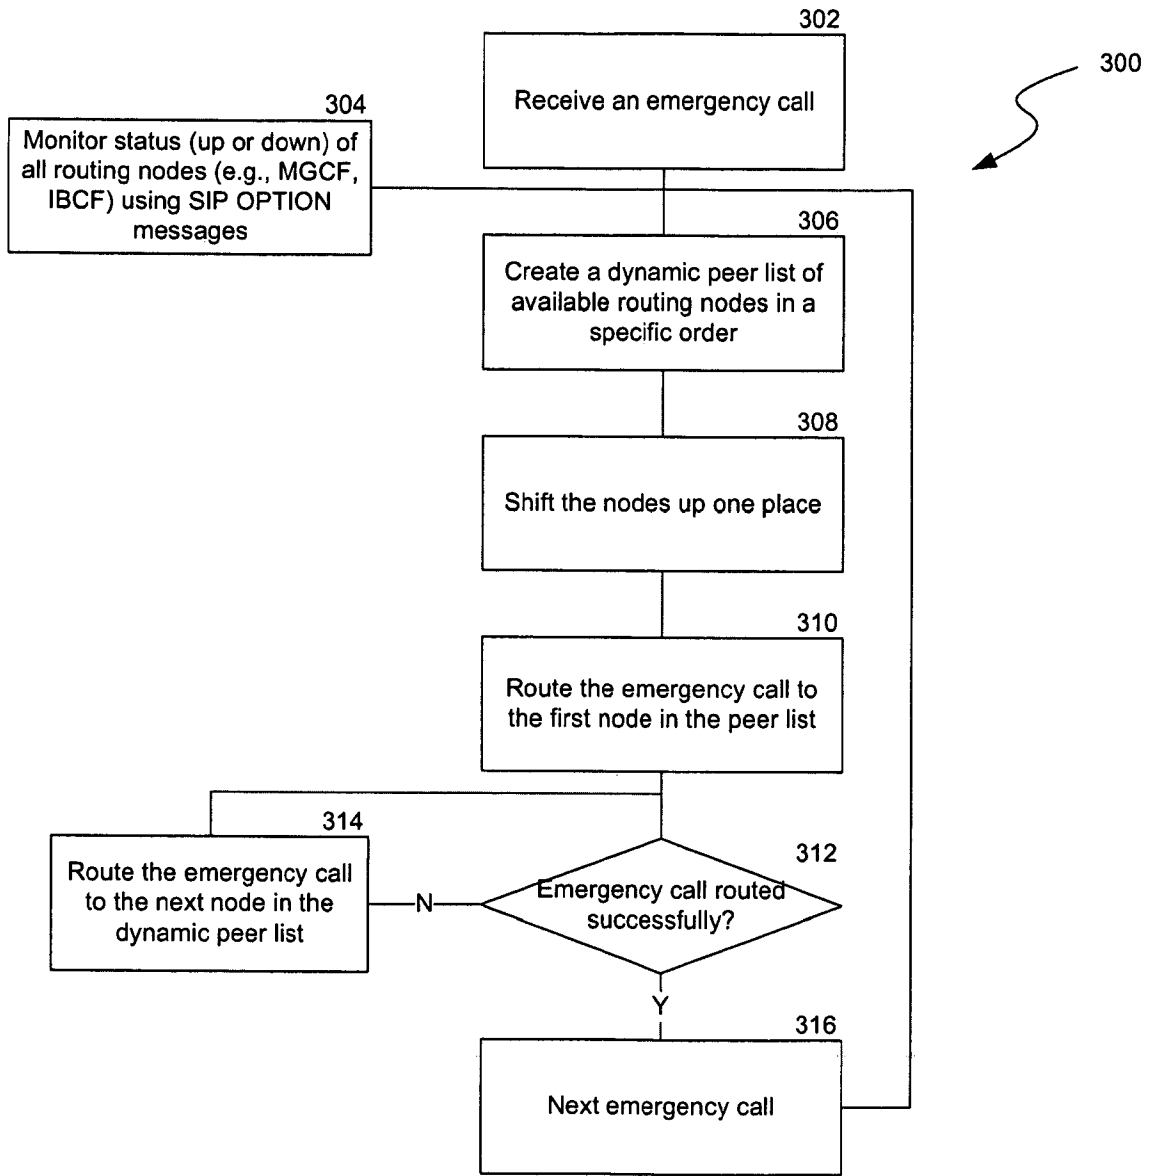 302
Receive an emergency call
300
304
Monitor status (up or down) of
all routing nodes (e.g., MGCF,
IBCF) using SIP OPTION
messages
306
Create a dynamic peer list of
available routing nodes in a
specific order
308
Shift the nodes up one place
310
Route the emergency call to
the first node in the peer list
314
Route the emergency call
to the next node in the
dynamic peer list
N
312
Emergency call routed
successfully?
Y
316
Next emergency call